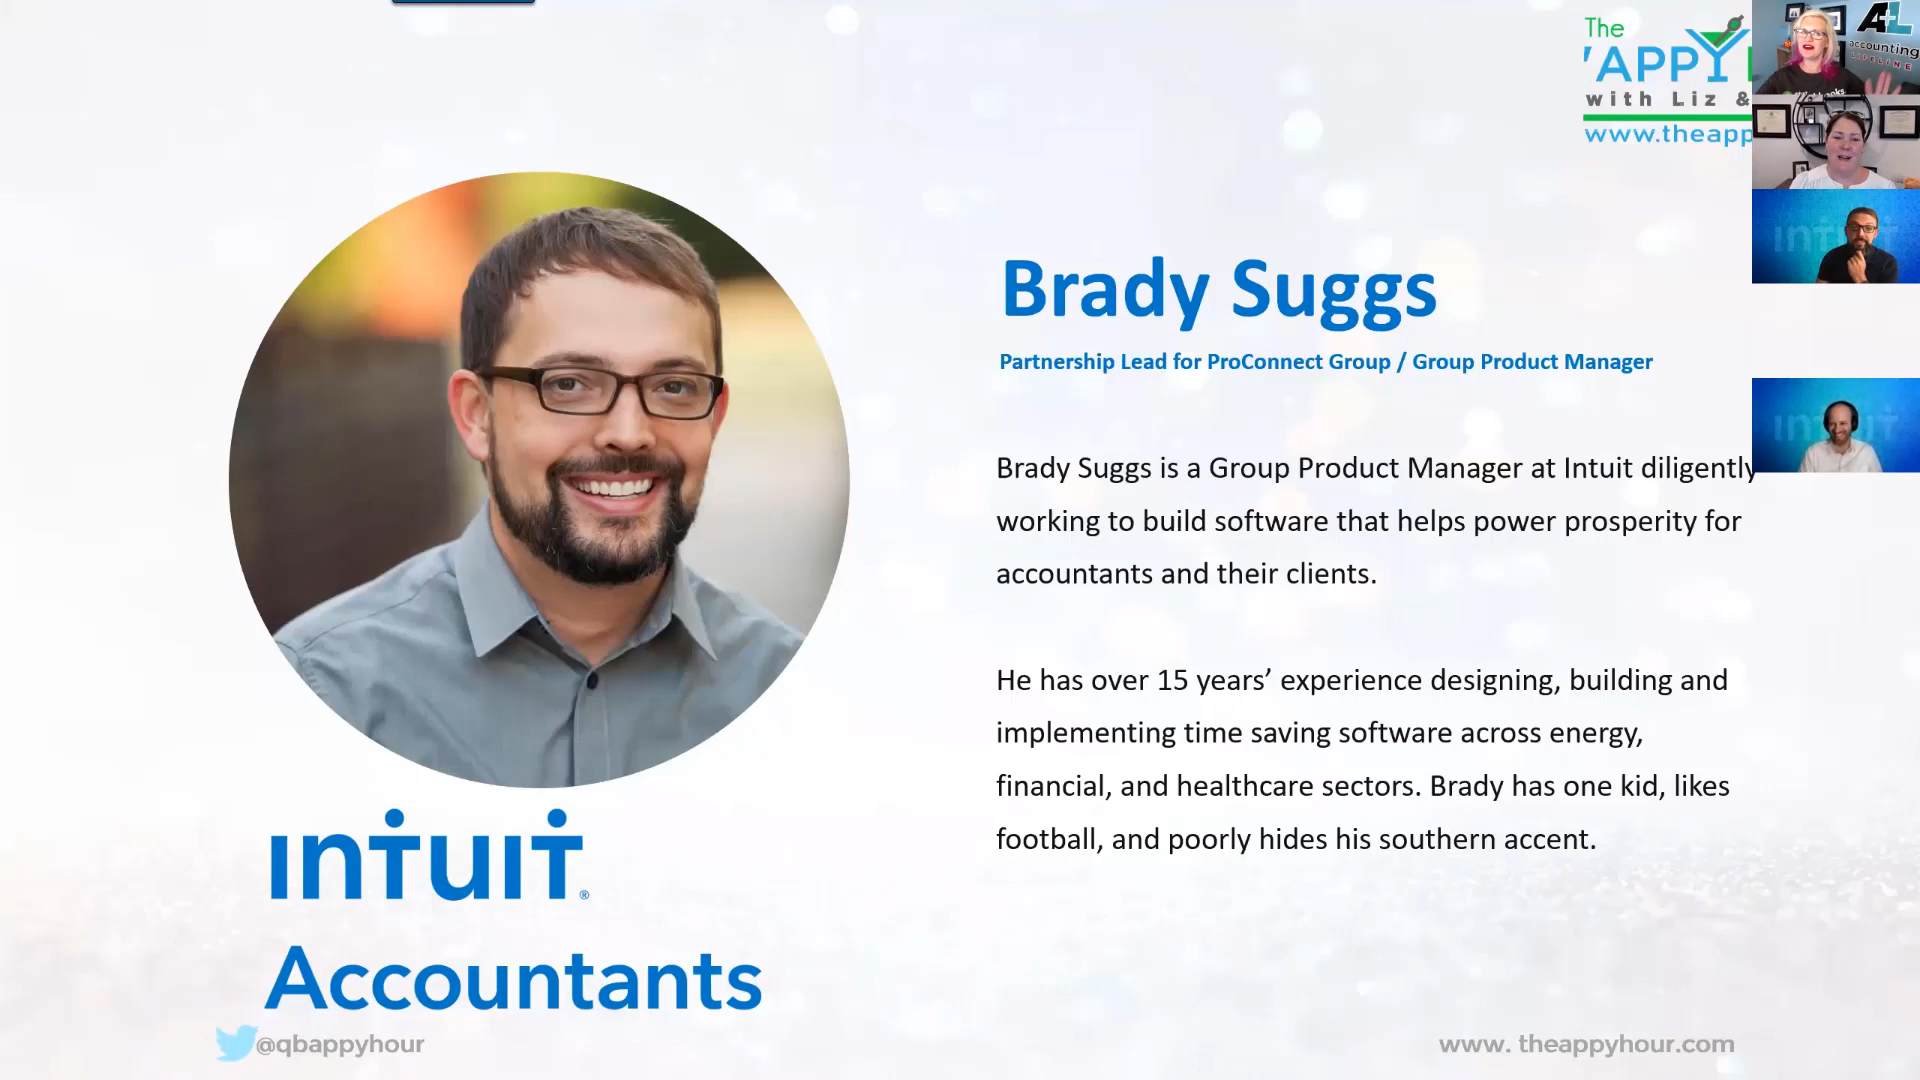 The
'APPY
with Liz &
www.theapp
A+L
accounting
LIFELINE
intuit
intuit
Brady Suggs
Partnership Lead for ProConnect Group / Group Product Manager
Brady Suggs is a Group Product Manager at Intuit diligently
working to build software that helps power prosperity for
accountants and their clients.
He has over 15 years’ experience designing, building and
implementing time saving software across energy,
financial, and healthcare sectors. Brady has one kid, likes
football, and poorly hides his southern accent.
intuit®
Accountants
@qbappyhour
www. theappyhour.com